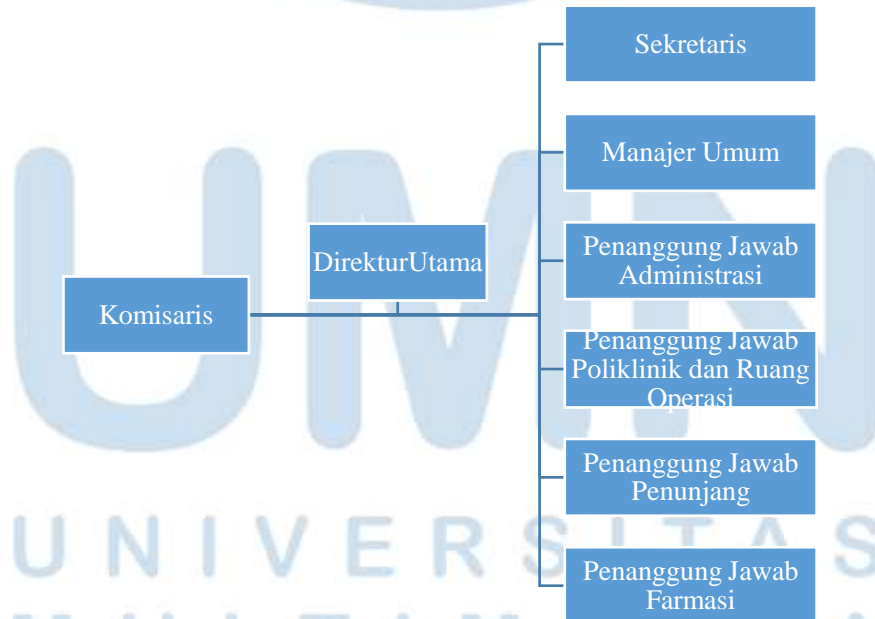 Sekretaris
Manajer Umum
DirekturUtama
Penanggung Jawab
Administrasi
Komisaris
Penanggung Jawab
Poliklinik dan Ruang
Operasi
Penanggung Jawab
Penunjang
Penanggung Jawab
Farmasi
UMN
UNIVERSITAS